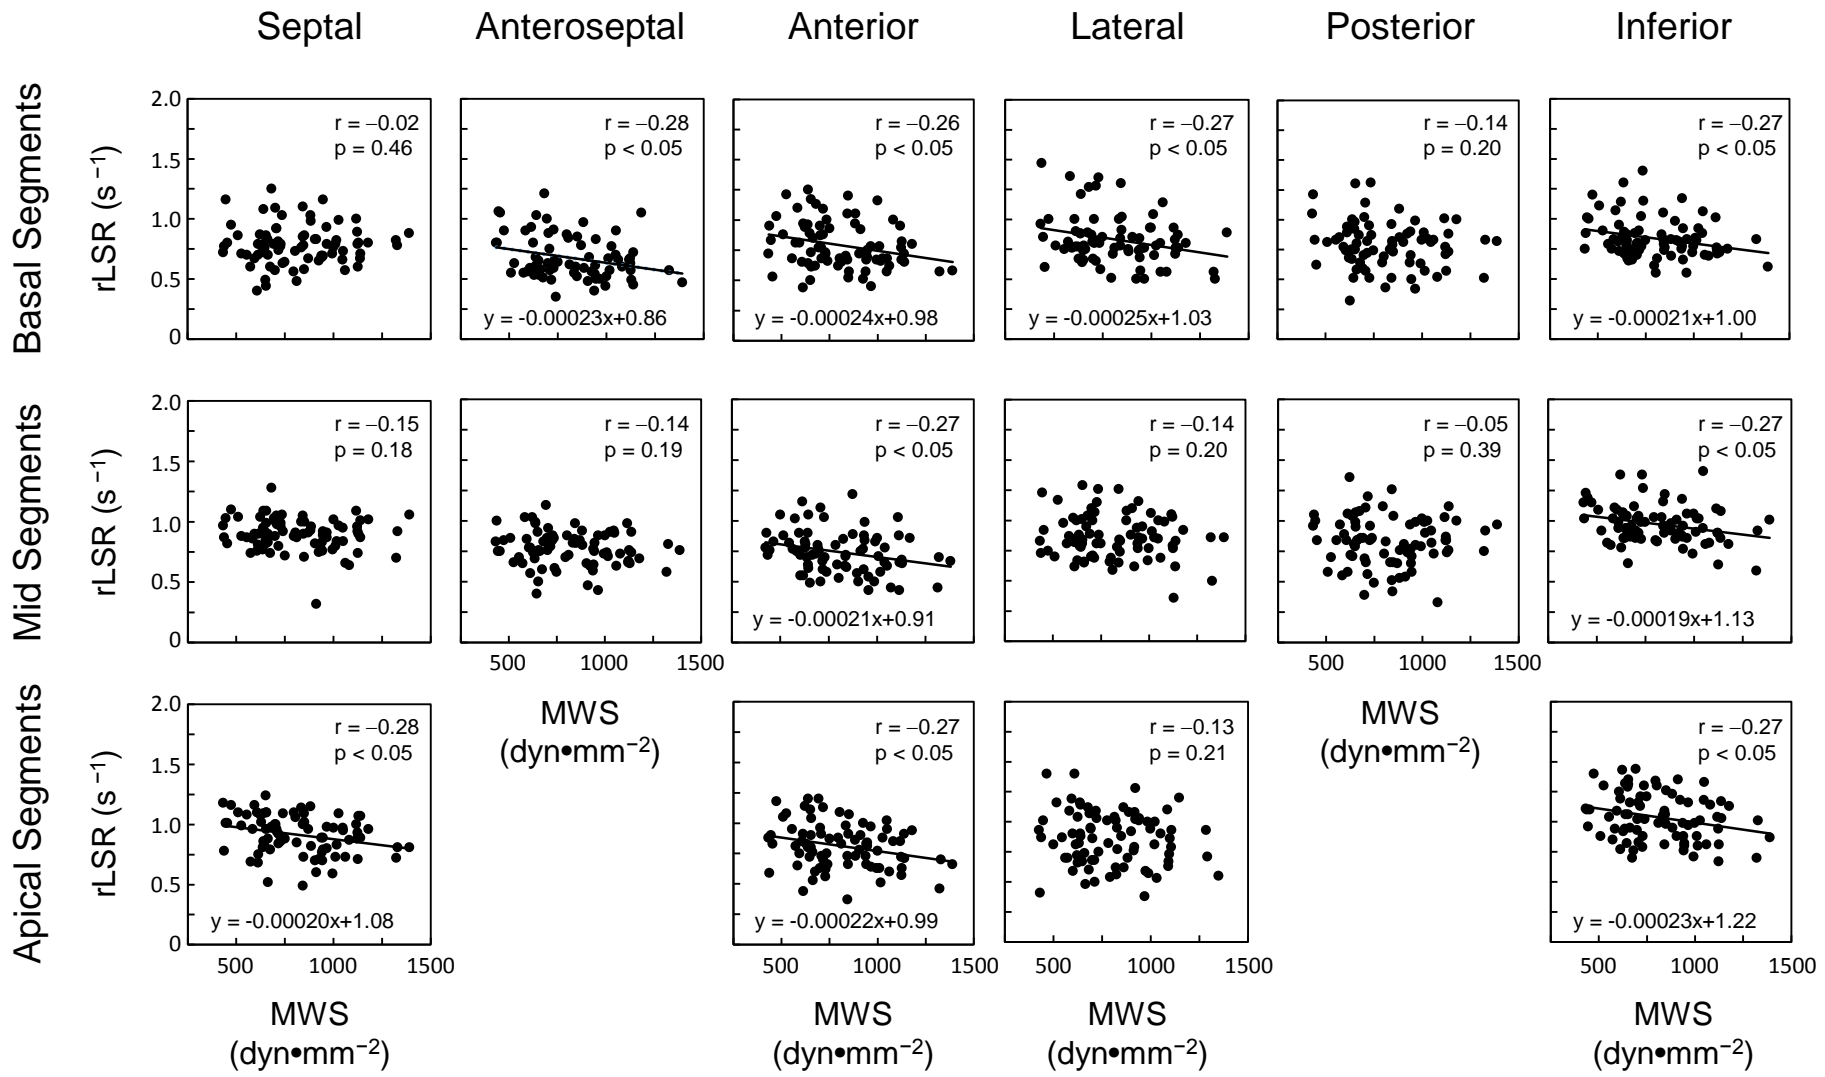 Septal Anteroseptal Anterior Lateral Posterior Inferior
Basal Segments
rLSR (s⁻¹)
2.0
1.5
1.0
0.5
0
r = −0.02
p = 0.46
r = −0.28
p < 0.05
y = -0.00023x+0.86
r = −0.26
p < 0.05
y = -0.00024x+0.98
r = −0.27
p < 0.05
y = -0.00025x+1.03
r = −0.14
p = 0.20
r = −0.27
p < 0.05
y = -0.00021x+1.00
Mid Segments
rLSR (s⁻¹)
2.0
1.5
1.0
0.5
0
r = −0.15
p = 0.18
r = −0.14
p = 0.19
500 1000 1500
MWS
(dyn•mm⁻²)
r = −0.27
p < 0.05
y = -0.00021x+0.91
r = −0.14
p = 0.20
r = −0.05
p = 0.39
500 1000 1500
MWS
(dyn•mm⁻²)
r = −0.27
p < 0.05
y = -0.00019x+1.13
Apical Segments
rLSR (s⁻¹)
2.0
1.5
1.0
0.5
0
r = −0.28
p < 0.05
y = -0.00020x+1.08
500 1000 1500
MWS
(dyn•mm⁻²)
r = −0.27
p < 0.05
y = -0.00022x+0.99
500 1000 1500
MWS
(dyn•mm⁻²)
r = −0.13
p = 0.21
500 1000 1500
MWS
(dyn•mm⁻²)
r = −0.27
p < 0.05
y = -0.00023x+1.22
500 1000 1500
MWS
(dyn•mm⁻²)